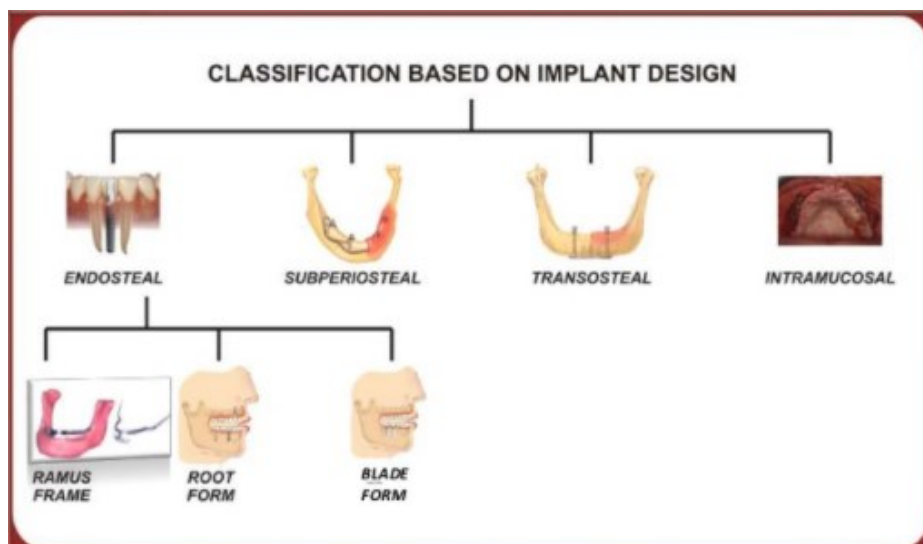 CLASSIFICATION BASED ON IMPLANT DESIGN
ENDOSTEAL
SUBPERIOSTEAL
TRANSOSTEAL
INTRAMUCOSAL
RAMUS
FRAME
ROOT
FORM
BLADE
FORM